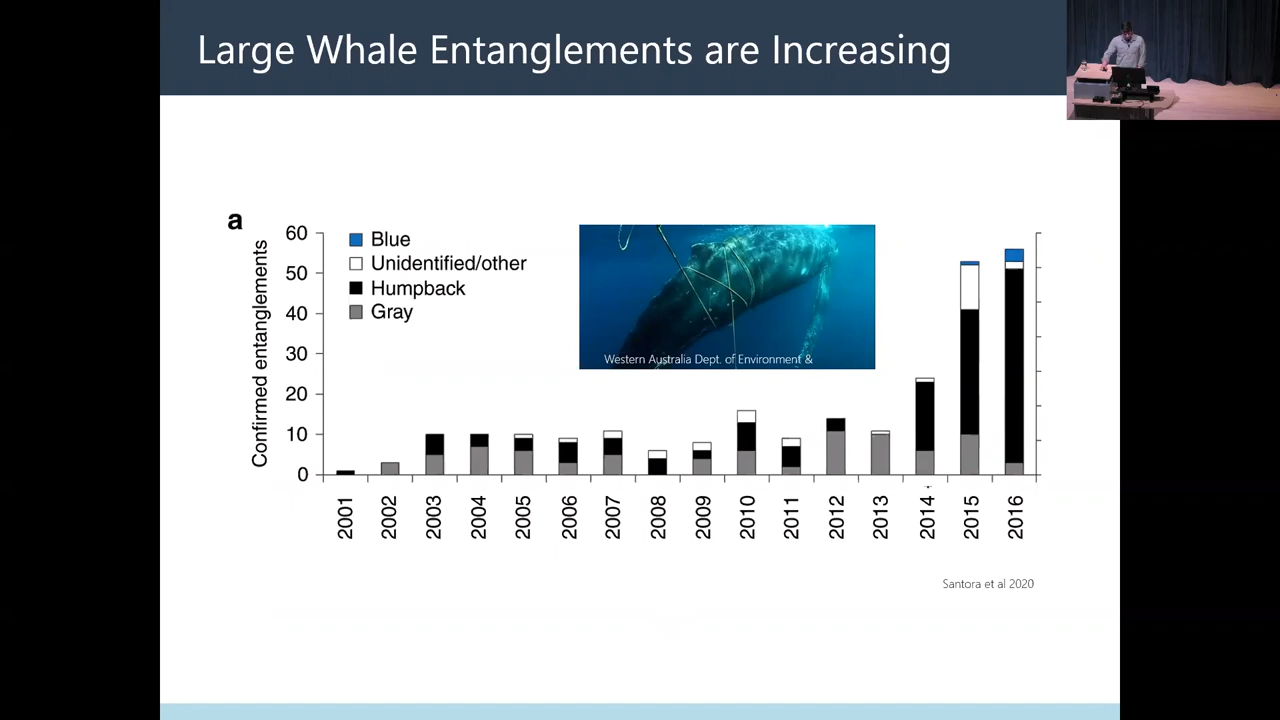 Large Whale Entanglements are Increasing
a
Confirmed entanglements
60
50
40
30
20
10
0
Blue
Unidentified/other
Humpback
Gray
Western Australia Dept. of Environment &
2001
2002
2003
2004
2005
2006
2007
2008
2009
2010
2011
2012
2013
2014
2015
2016
Santora et al 2020